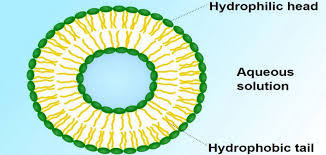 Hydrophilic head
Aqueous
solution
Hydrophobic tail